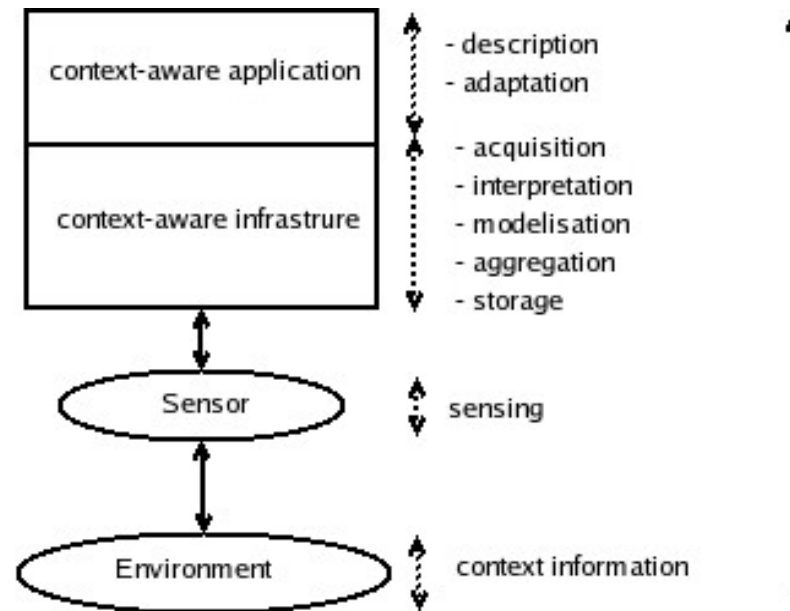 context-aware application
- description
- adaptation
context-aware infrastrure
- acquisition
- interpretation
- modelisation
- aggregation
- storage
Sensor
sensing
Environment
context information